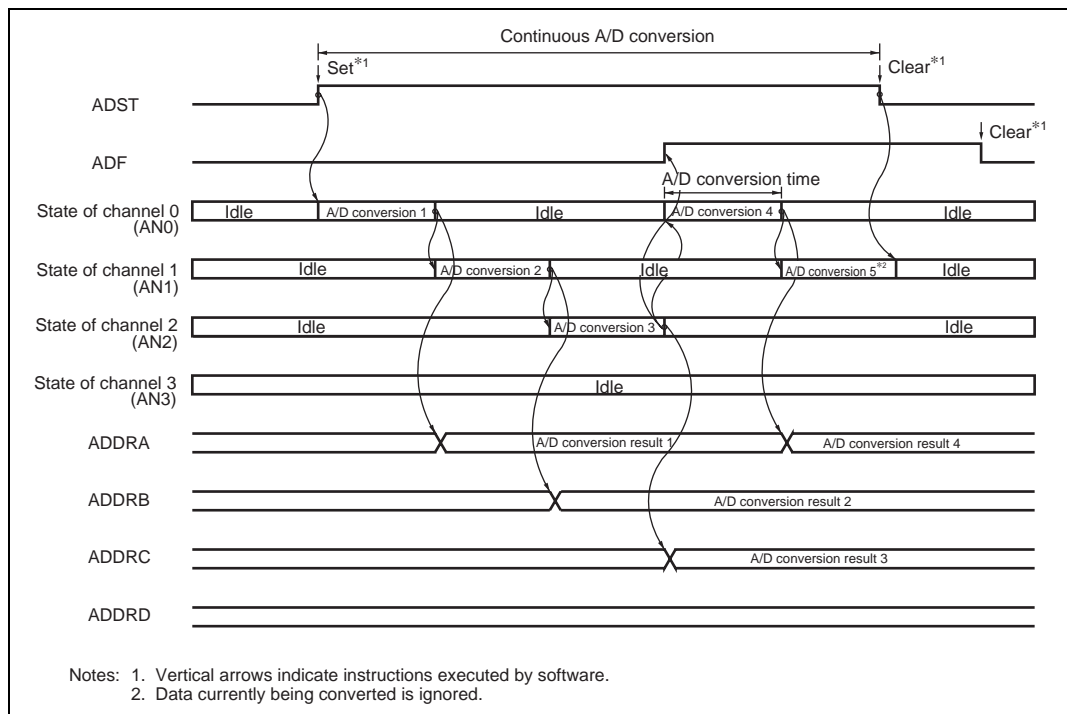 Continuous A/D conversion
Set*1
Clear*1
ADST
Clear*1
ADF
A/D conversion time
State of channel 0
(AN0)
Idle
A/D conversion 1
Idle
A/D conversion 4
Idle
State of channel 1
(AN1)
Idle
A/D conversion 2
Idle
A/D conversion 5*2
Idle
State of channel 2
(AN2)
Idle
A/D conversion 3
Idle
State of channel 3
(AN3)
Idle
ADDRA
A/D conversion result 1
A/D conversion result 4
ADDRB
A/D conversion result 2
ADDRC
A/D conversion result 3
ADDRD
Notes: 1. Vertical arrows indicate instructions executed by software.
2. Data currently being converted is ignored.